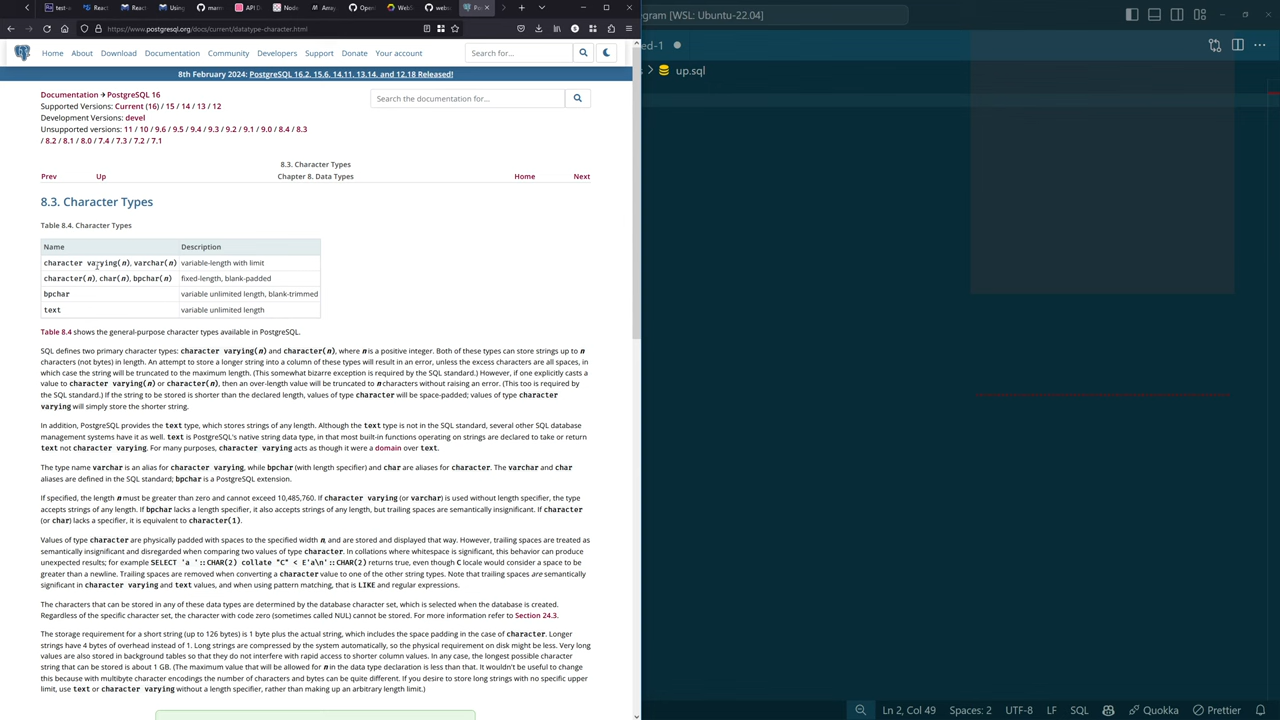 test-a
React
React
Using
mann
API D
Node
Amaz
Open
WebS
webs
Pos
https://www.postgresql.org/docs/current/datatype-character.html
Home About Download Documentation Community Developers Support Donate Your account
Search for...
8th February 2024: PostgreSQL 16.2, 15.6, 14.11, 13.14, and 12.18 Released!
Documentation → PostgreSQL 16
Supported Versions: Current (16) / 15 / 14 / 13 / 12
Development Versions: devel
Unsupported versions: 11 / 10 / 9.6 / 9.5 / 9.4 / 9.3 / 9.2 / 9.1 / 9.0 / 8.4 / 8.3
/ 8.2 / 8.1 / 8.0 / 7.4 / 7.3 / 7.2 / 7.1
Search the documentation for...
8.3. Character Types
Prev Up Chapter 8. Data Types Home Next
8.3. Character Types
Table 8.4. Character Types
Name Description
character varying(n), varchar(n) variable-length with limit
character(n), char(n), bpchar(n) fixed-length, blank-padded
bpchar variable unlimited length, blank-trimmed
text variable unlimited length
Table 8.4 shows the general-purpose character types available in PostgreSQL.
SQL defines two primary character types: character varying(n) and character(n), where n is a positive integer. Both of these types can store strings up to n
characters (not bytes) in length. An attempt to store a longer string into a column of these types will result in an error, unless the excess characters are all spaces, in
which case the string will be truncated to the maximum length. (This somewhat bizarre exception is required by the SQL standard.) However, if one explicitly casts a
value to character varying(n) or character(n), then an over-length value will be truncated to n characters without raising an error. (This too is required by
the SQL standard.) If the string to be stored is shorter than the declared length, values of type character will be space-padded; values of type character
varying will simply store the shorter string.
In addition, PostgreSQL provides the text type, which stores strings of any length. Although the text type is not in the SQL standard, several other SQL database
management systems have it as well. text is PostgreSQL's native string data type, in that most built-in functions operating on strings are declared to take or return
text not character varying. For many purposes, character varying acts as though it were a domain over text.
The type name varchar is an alias for character varying, while bpchar (with length specifier) and char are aliases for character. The varchar and char
aliases are defined in the SQL standard; bpchar is a PostgreSQL extension.
If specified, the length n must be greater than zero and cannot exceed 10,485,760. If character varying (or varchar) is used without length specifier, the type
accepts strings of any length. If bpchar lacks a length specifier, it also accepts strings of any length, but trailing spaces are semantically insignificant. If character
(or char) lacks a specifier, it is equivalent to character(1).
Values of type character are physically padded with spaces to the specified width n, and are stored and displayed that way. However, trailing spaces are treated as
semantically insignificant and disregarded when comparing two values of type character. In collations where whitespace is significant, this behavior can produce
unexpected results; for example SELECT 'a '::CHAR(2) collate "C" < E'a\n'::CHAR(2) returns true, even though C locale would consider a space to be
greater than a newline. Trailing spaces are removed when converting a character value to one of the other string types. Note that trailing spaces are semantically
significant in character varying and text values, and when using pattern matching, that is LIKE and regular expressions.
The characters that can be stored in any of these data types are determined by the database character set, which is selected when the database is created.
Regardless of the specific character set, the character with code zero (sometimes called NUL) cannot be stored. For more information refer to Section 24.3.
The storage requirement for a short string (up to 126 bytes) is 1 byte plus the actual string, which includes the space padding in the case of character. Longer
strings have 4 bytes of overhead instead of 1. Long strings are compressed by the system automatically, so the physical requirement on disk might be less. Very long
values are also stored in background tables so that they do not interfere with rapid access to shorter column values. In any case, the longest possible character
string that can be stored is about 1 GB. (The maximum value that will be allowed for n in the data type declaration is less than that. It wouldn't be useful to change
this because with multibyte character encodings the number of characters and bytes can be quite different. If you desire to store long strings with no specific upper
limit, use text or character varying without a length specifier, rather than making up an arbitrary length limit.)
ed-1
up.sql
Ln 2, Col 49 Spaces: 2 UTF-8 LF SQL Prettier